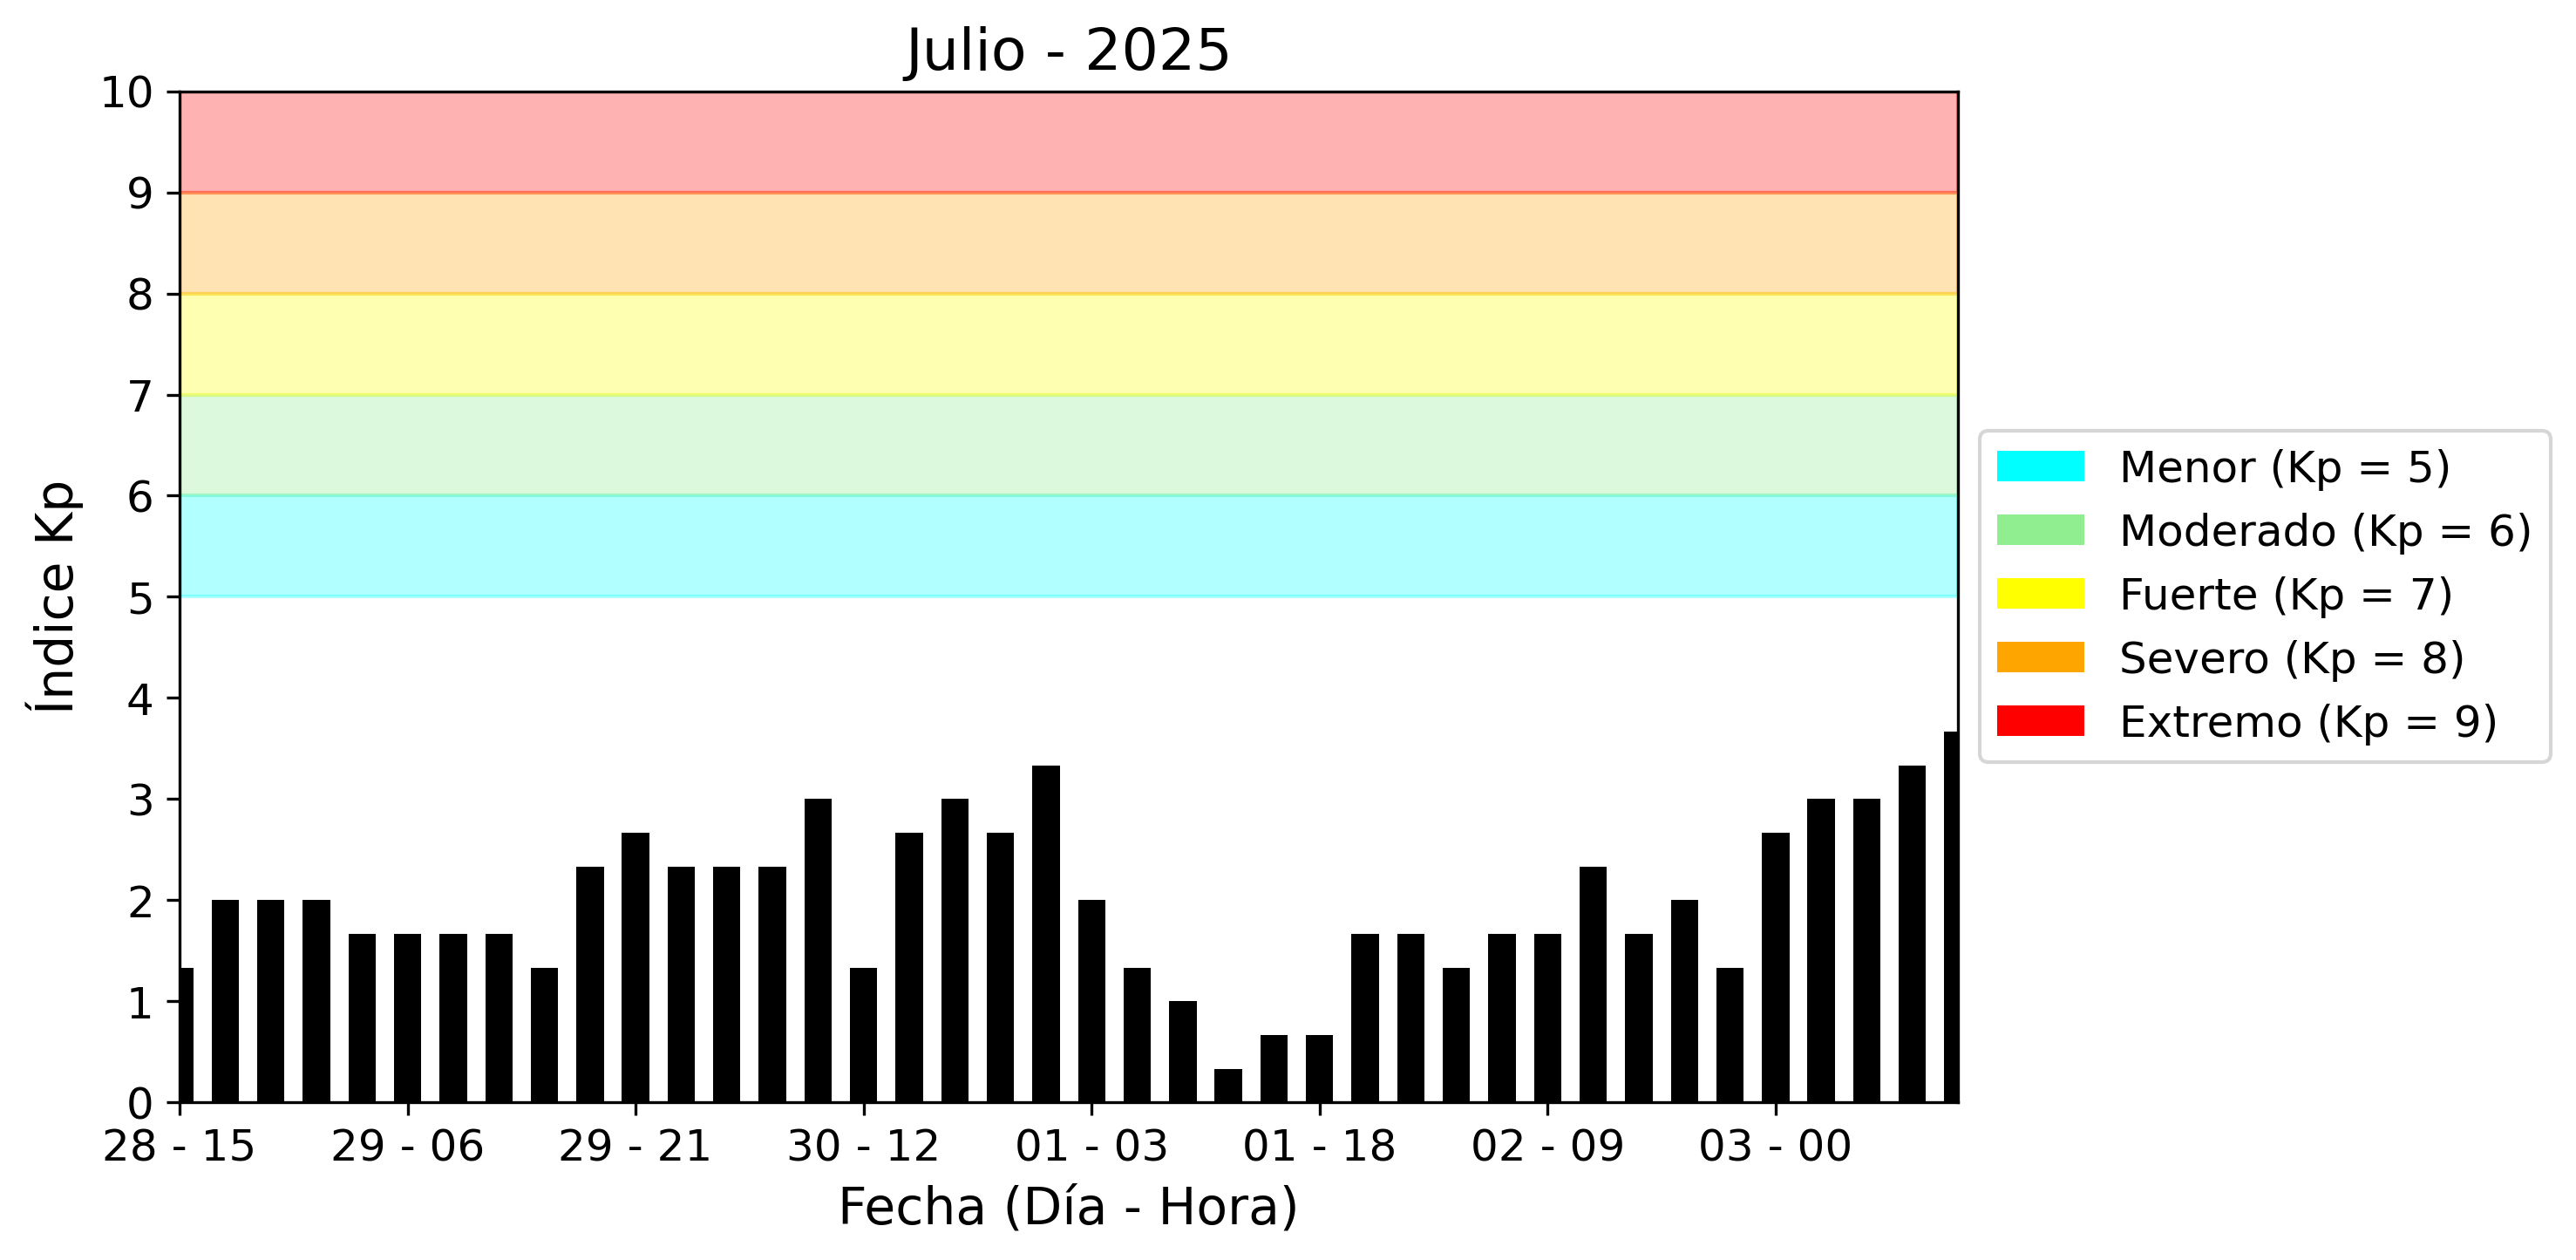 Julio - 2025
10
9
8
7
6
5
4
3
2
1
0
Índice Kp
28 - 15
29 - 06
29 - 21
30 - 12
01 - 03
01 - 18
02 - 09
03 - 00
Fecha (Día - Hora)
Menor (Kp = 5)
Moderado (Kp = 6)
Fuerte (Kp = 7)
Severo (Kp = 8)
Extremo (Kp = 9)